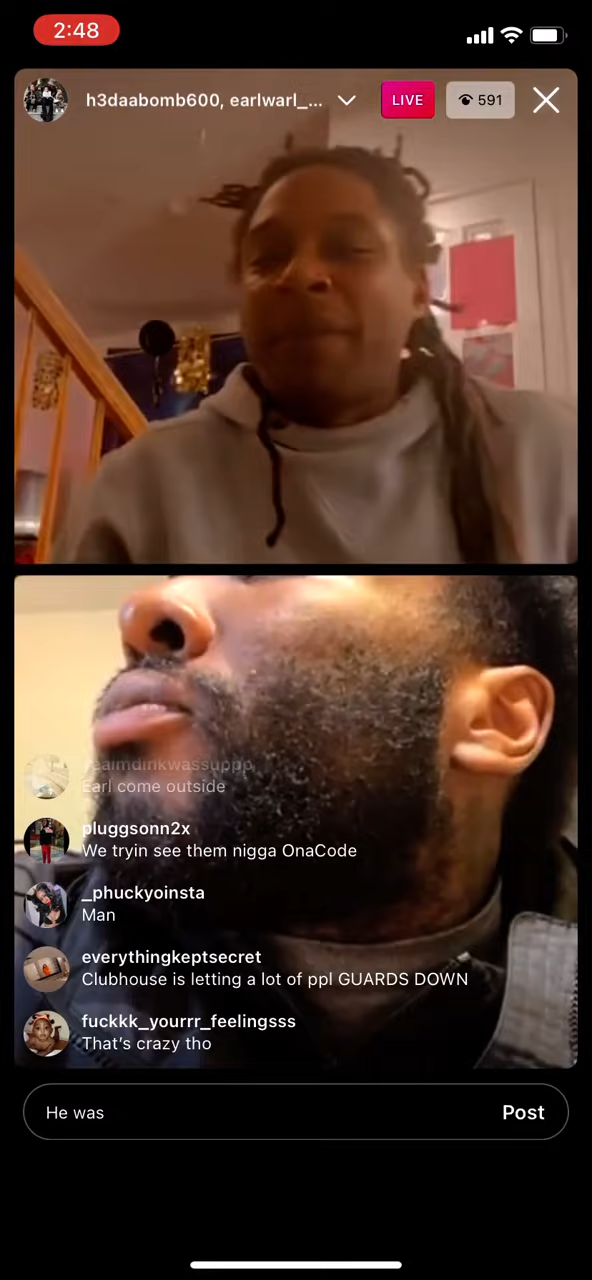 2:48
h3daabomb600, earlwarl_...
LIVE
591
Earl come outside
pluggsonn2x
We tryin see them nigga OnaCode
_phuckyoinsta
Man
everythingkeptsecret
Clubhouse is letting a lot of ppl GUARDS DOWN
fuckkk_yourrr_feelingsss
That's crazy tho
He was
Post